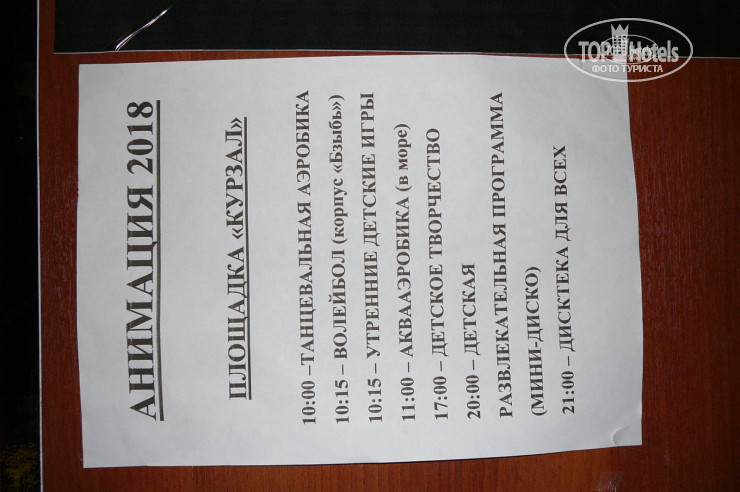 АНИМАЦИЯ 2018
ПЛОЩАДКА «КУРЗАЛ»
10:00 –ТАНЦЕВАЛЬНАЯ АЭРОБИКА
10:15 – ВОЛЕЙБОЛ (корпус «Бзыбь»)
10:15 – УТРЕННИЕ ДЕТСКИЕ ИГРЫ
11:00 – АКВААЭРОБИКА (в море)
17:00 – ДЕТСКОЕ ТВОРЧЕСТВО
20:00 – ДЕТСКАЯ
РАЗВЛЕКАТЕЛЬНАЯ ПРОГРАММА
(МИНИ-ДИСКО)
21:00 – ДИСКТЕКА ДЛЯ ВСЕХ
TOP Hotels
ФОТО ТУРИСТА